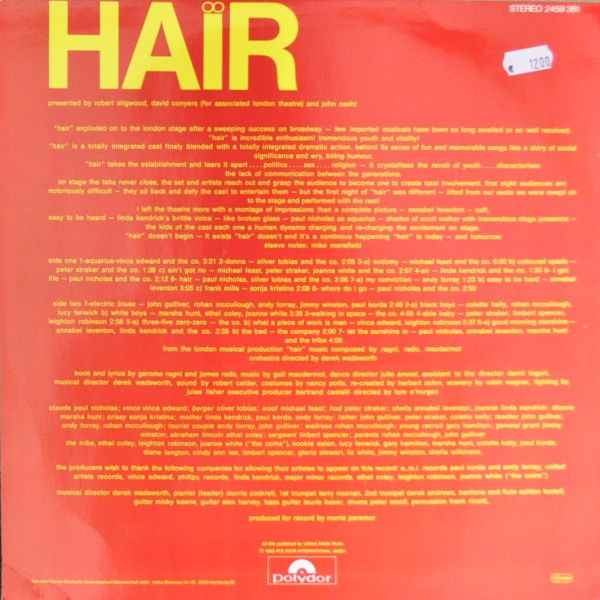 HAÏR
STEREO 2459 381
€ 1200
presented by robert stigwood, david conyers (for associated london theatre) and john nasht
"hair" exploded on to the london stage after a sweeping success on broadway — few imported musicals have been so long awaited or so well received.
"hair" is incredible enthusiasm! tremendous youth and vitality!
"hair" is a totally integrated cast finely blended with a totally integrated dramatic action. behind its sense of fun and memorable songs lies a story of social
significance and wry, biting humour.
"hair" takes the establishment and tears it apart .... politics .... sex .... religion — it crystallises the revolt of youth .... characterises
the lack of communication between the generations.
on stage the tabs never close, the set and artists reach out and grasp the audience to become one to create total involvement. first night audiences are
notoriously difficult — they sit back and defy the cast to entertain them — but the first night of "hair" was different — lifted from our seats we were swept on
to the stage and performed with the rest!
i left the theatre more with a montage of impressions than a complete picture — annabel leventon — soft,
easy to be heard — linda kendrick's brittle voice — like broken glass — paul nicholas as aquarius — shades of scott walker with tremendous stage presence —
the kids of the cast each one a human dynamo charging and re-charging the excitement on stage.
"hair" doesn't begin — it exists "hair" doesn't end it's a continous happening "hair" is today — and tomorrow
sleeve notes: mike mansfield
side one 1-aquarius-vince edward and the co. 3:21 2-donna — oliver tobias and the co. 2:05 3-a) sodomy — michael feast and the co. 0:50 b) coloured spade —
peter straker and the co. 1:36 c) ain't got no — michael feast, peter straker, joanne white and the co. 2:67 4-air — linda kendrick and the co. 1:30 5- i got
life — paul nicholas and the co. 2:12 6- hair — paul nicholas, oliver tobias and the co. 3:06 7-a) my conviction — andy forray 1:23 b) easy to be hard — annabel
leventon 3:05 c) frank mills — sonja kristina 2:08 8- where do i go — paul nicholas and the co. 2:50
side two 1-electric blues — john gulliver, rohan mccullough, andy forray, jimmy winston, paul korda 2:48 2-a) black boys — colette kelly, rohan mccullough,
lucy fenwick b) white boys — marsha hunt, ethel coley, joanne white 3:35 3-walking in space — the co. 4:58 4-able baby — peter straker, limbert spencer,
leighton robinson 2:58 5-a) three-five zero-zero — the co. b) what a piece of work is man — vince edward, leighton robinson 5:37 6-a) good morning starshine —
annabel leventon, linda kendrick and the co. 2:35 b) the bed — the company 2:00 7- let the sunshine in — paul nicholas, annabel leventon, marsha hunt
and the tribe 4:06
from the london musical production "hair" music composed by ragni, rado, macdermot
orchestra directed by derek wadsworth
book and lyrics by gerome ragni and james rado, music by galt macdermot, dance director julie arenal, assistant to the director david toguri,
musical director derek wadsworth, sound by robert calder, costumes by nancy potts, re-created by herbert sidon, scenery by robin wagner, lighting by
jules fisher executive producer bertrand castelli directed by tom o'horgan
claude paul nicholas; vince vince edward; berger oliver tobias; woof michael feast; hud peter straker; sheila annabel leventon; jeannie linda kendrick; dionne
marsha hunt; crissy sonja kristina; mother linda kendrick, paul korda, andy forray; father john gulliver, peter straker, colette kelly; teacher john gulliver,
andy forray, rohan mccullough; tourist couple andy forray, john gulliver; waitress rohan mccullough; young recruit gary hamilton; general grant jimmy
winston; abraham lincoln ethel coley; sergeant limbert spencer; parents rohan mccullough, john gulliver
the tribe, ethel coley, leighton robinson, joanna white ("the coins"), kookie eaton, lucy fenwick, gary hamilton, marsha hunt, colette kelly, paul korda,
diane langton, cindy ann lee, limbert spencer, gloria stewart, liz white, jimmy winston, sheila wilkinson.
the producers wish to thank the following companies for allowing their artistes to appear on this record: e.m.i. records paul korda and andy forray, united
artists records, vince edward, philips records, linda kendrick, major minor records, ethel coley, leighton robinson, joanne white ("the coins")
musical director derek wadsworth, pianist (leader) morris cockrell, 1st trumpet terry noonan, 2nd trumpet derek andrews, baritone and flute ashton tootell,
guitar micky keene, guitar alex harvey, bass guitar laurie baker, drums peter woolf, percussion frank ricotti,
produced for record by norrie paramor
All title published by United Artists Music
℗ 1968 POLYDOR INTERNATIONAL GMBH
polydor